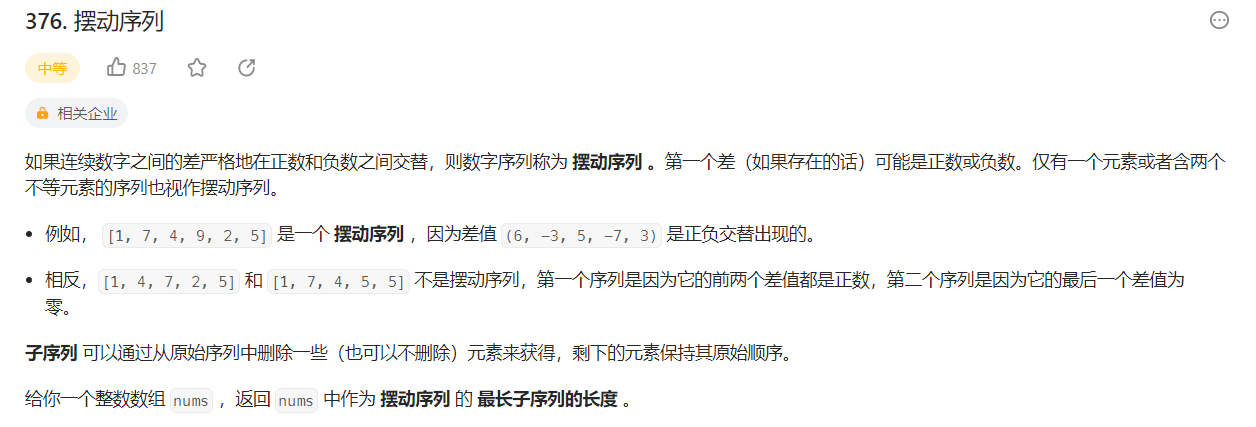 376. 摆动序列
中等 837
相关企业
如果连续数字之间的差严格地在正数和负数之间交替，则数字序列称为 摆动序列 。第一个差（如果存在的话）可能是正数或负数。仅有一个元素或者含两个
不等元素的序列也视作摆动序列。
• 例如， [1, 7, 4, 9, 2, 5] 是一个 摆动序列 ，因为差值 (6, -3, 5, -7, 3) 是正负交替出现的。
• 相反，[1, 4, 7, 2, 5] 和 [1, 7, 4, 5, 5] 不是摆动序列，第一个序列是因为它的前两个差值都是正数，第二个序列是因为它的最后一个差值为
零。
子序列 可以通过从原始序列中删除一些（也可以不删除）元素来获得，剩下的元素保持其原始顺序。
给你一个整数数组 nums ，返回 nums 中作为 摆动序列 的 最长子序列的长度 。